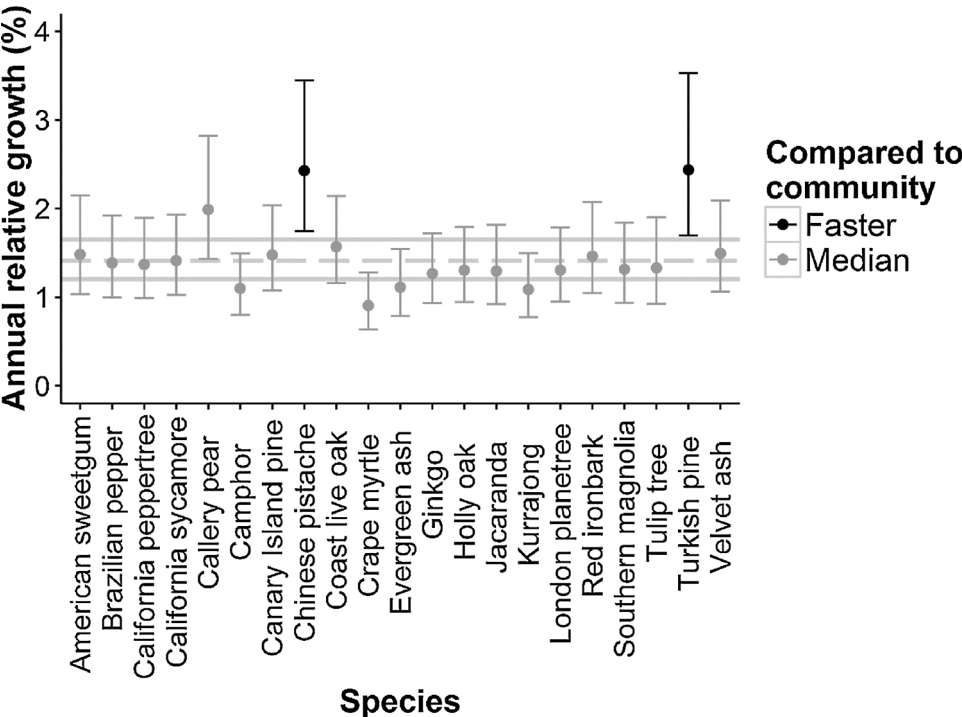 Annual relative growth (%)
4
3
2
1
0
American sweetgum
Brazilian pepper
California peppertree
California sycamore
Callery pear
Camphor
Canary Island pine
Chinese pistache
Coast live oak
Crape myrtle
Evergreen ash
Ginkgo
Holly oak
Jacaranda
Kurrajong
London planetree
Red ironbark
Southern magnolia
Tulip tree
Turkish pine
Velvet ash
Species
Compared to
community
Faster
Median